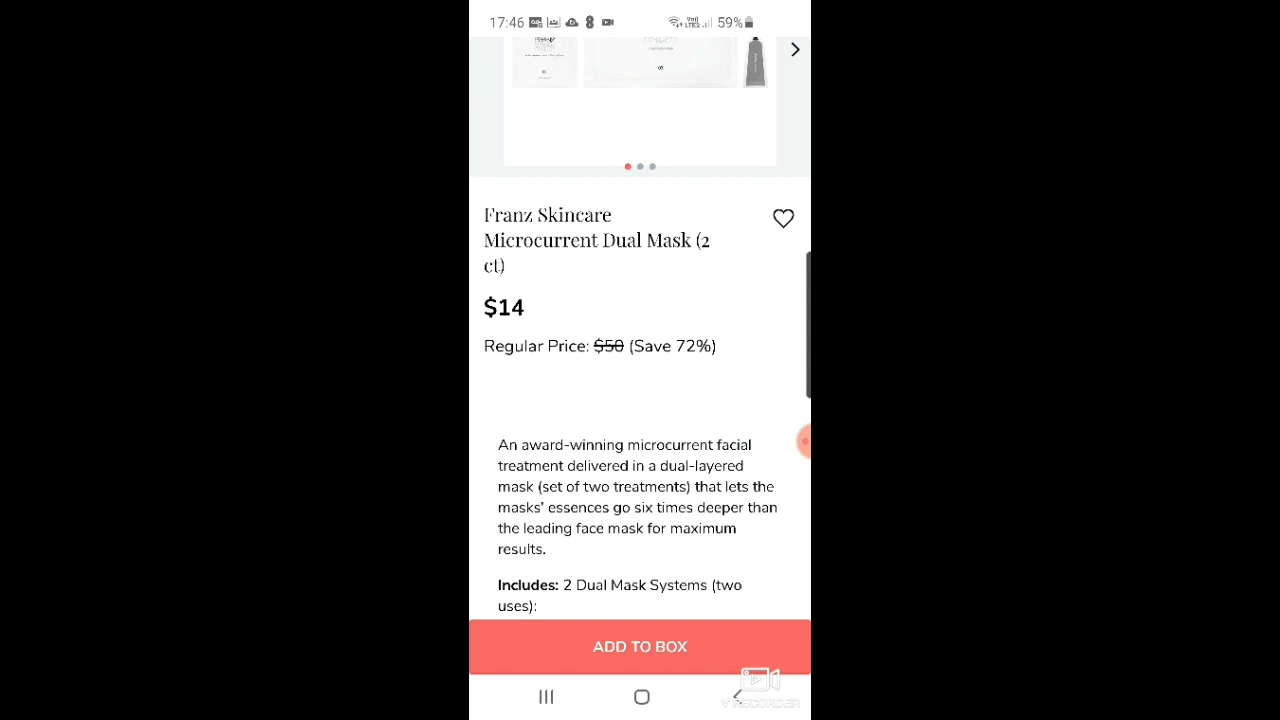 17:46 59%
Franz Skincare
Microcurrent Dual Mask (2
ct)
$14
Regular Price: $50 (Save 72%)
An award-winning microcurrent facial
treatment delivered in a dual-layered
mask (set of two treatments) that lets the
masks' essences go six times deeper than
the leading face mask for maximum
results.
Includes: 2 Dual Mask Systems (two
uses):
ADD TO BOX
VRECORDER